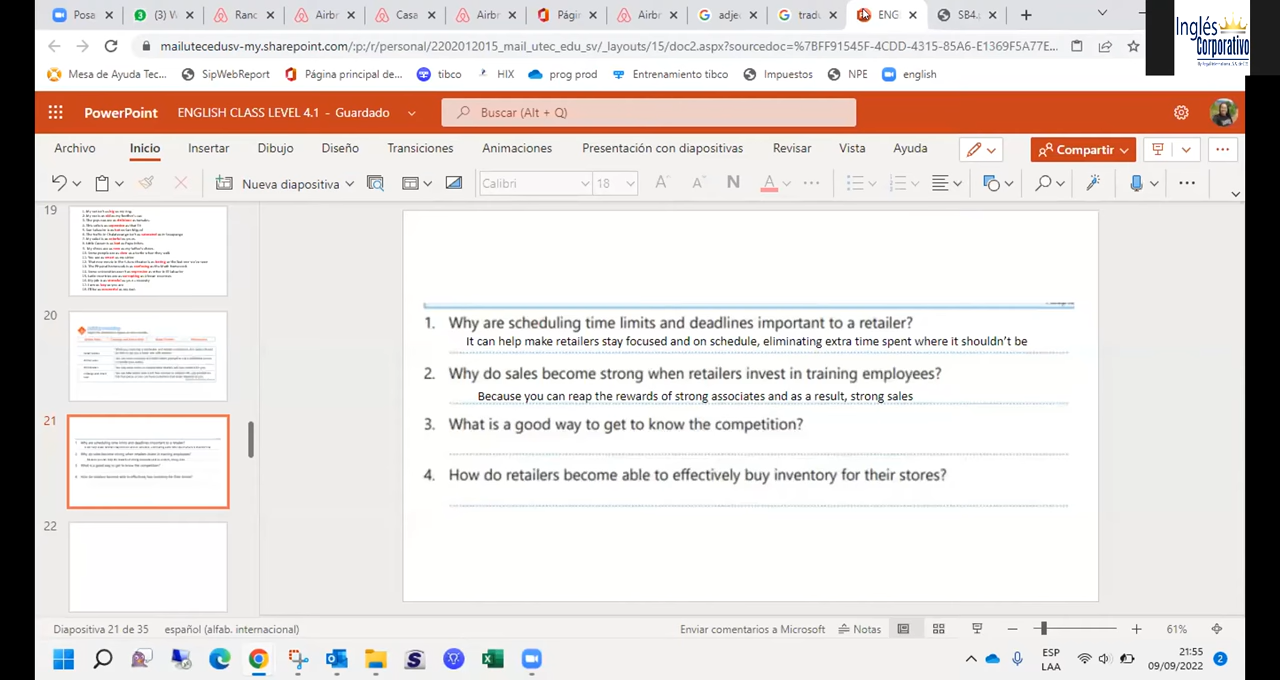 Posa
(3) W
Ranc
Airbr
Casa
Airbr
Págir
Airbr
adje
tradu
ENG
SB4.
Inglés
Corporativo
mailutecedusv-my.sharepoint.com/:p:/r/personal/2202012015_mail_utec_edu_sv/_layouts/15/doc2.aspx?sourcedoc=%7BFF91545F-4CDD-4315-85A6-E1369F5A77E...
Mesa de Ayuda Tec...
SipWebReport
Página principal de...
tibco
HIX
prog prod
Entrenamiento tibco
Impuestos
NPE
english
PowerPoint
ENGLISH CLASS LEVEL 4.1 - Guardado
Buscar (Alt + Q)
Archivo
Inicio
Insertar
Dibujo
Diseño
Transiciones
Animaciones
Presentación con diapositivas
Revisar
Vista
Ayuda
Compartir
Nueva diapositiva
Calibri
18
N
A
19
20
21
22
1. Why are scheduling time limits and deadlines important to a retailer?
It can help make retailers stay focused and on schedule, eliminating extra time spent where it shouldn't be
2. Why do sales become strong when retailers invest in training employees?
Because you can reap the rewards of strong associates and as a result, strong sales
3. What is a good way to get to know the competition?
4. How do retailers become able to effectively buy inventory for their stores?
Diapositiva 21 de 35
español (alfab. internacional)
Enviar comentarios a Microsoft
Notas
61%
ESP
LAA
21:55
09/09/2022
2